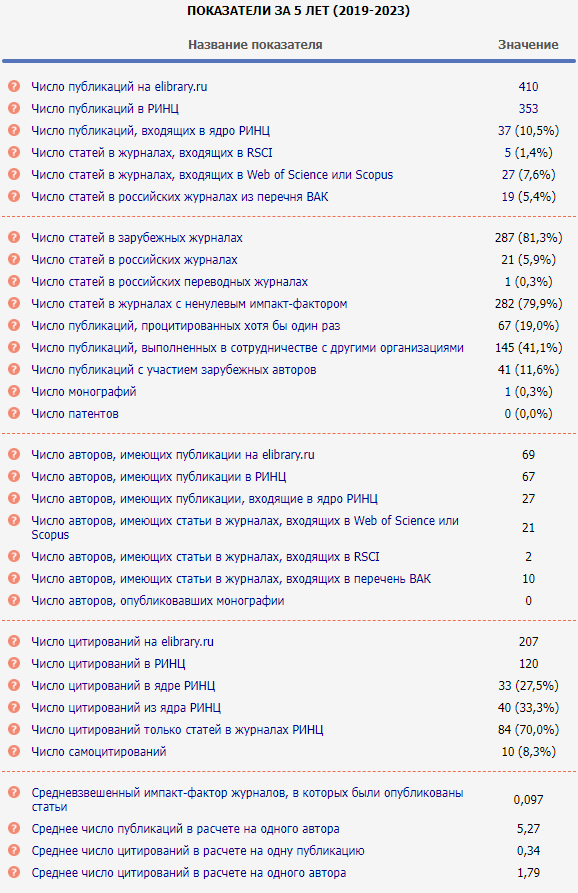 ПОКАЗАТЕЛИ ЗА 5 ЛЕТ (2019-2023)
Название показателя Значение
? Число публикаций на elibrary.ru 410
? Число публикаций в РИНЦ 353
? Число публикаций, входящих в ядро РИНЦ 37 (10,5%)
? Число статей в журналах, входящих в RSCI 5 (1,4%)
? Число статей в журналах, входящих в Web of Science или Scopus 27 (7,6%)
? Число статей в российских журналах из перечня ВАК 19 (5,4%)
? Число статей в зарубежных журналах 287 (81,3%)
? Число статей в российских журналах 21 (5,9%)
? Число статей в российских переводных журналах 1 (0,3%)
? Число статей в журналах с ненулевым импакт-фактором 282 (79,9%)
? Число публикаций, процитированных хотя бы один раз 67 (19,0%)
? Число публикаций, выполненных в сотрудничестве с другими организациями 145 (41,1%)
? Число публикаций с участием зарубежных авторов 41 (11,6%)
? Число монографий 1 (0,3%)
? Число патентов 0 (0,0%)
? Число авторов, имеющих публикации на elibrary.ru 69
? Число авторов, имеющих публикации в РИНЦ 67
? Число авторов, имеющих публикации, входящие в ядро РИНЦ 27
? Число авторов, имеющих статьи в журналах, входящих в Web of Science или
Scopus 21
? Число авторов, имеющих статьи в журналах, входящих в RSCI 2
? Число авторов, имеющих статьи в журналах, входящих в перечень ВАК 10
? Число авторов, опубликовавших монографии 0
? Число цитирований на elibrary.ru 207
? Число цитирований в РИНЦ 120
? Число цитирований в ядре РИНЦ 33 (27,5%)
? Число цитирований из ядра РИНЦ 40 (33,3%)
? Число цитирований только статей в журналах РИНЦ 84 (70,0%)
? Число самоцитирований 10 (8,3%)
? Средневзвешенный импакт-фактор журналов, в которых были опубликованы
статьи 0,097
? Среднее число публикаций в расчете на одного автора 5,27
? Среднее число цитирований в расчете на одну публикацию 0,34
? Среднее число цитирований в расчете на одного автора 1,79